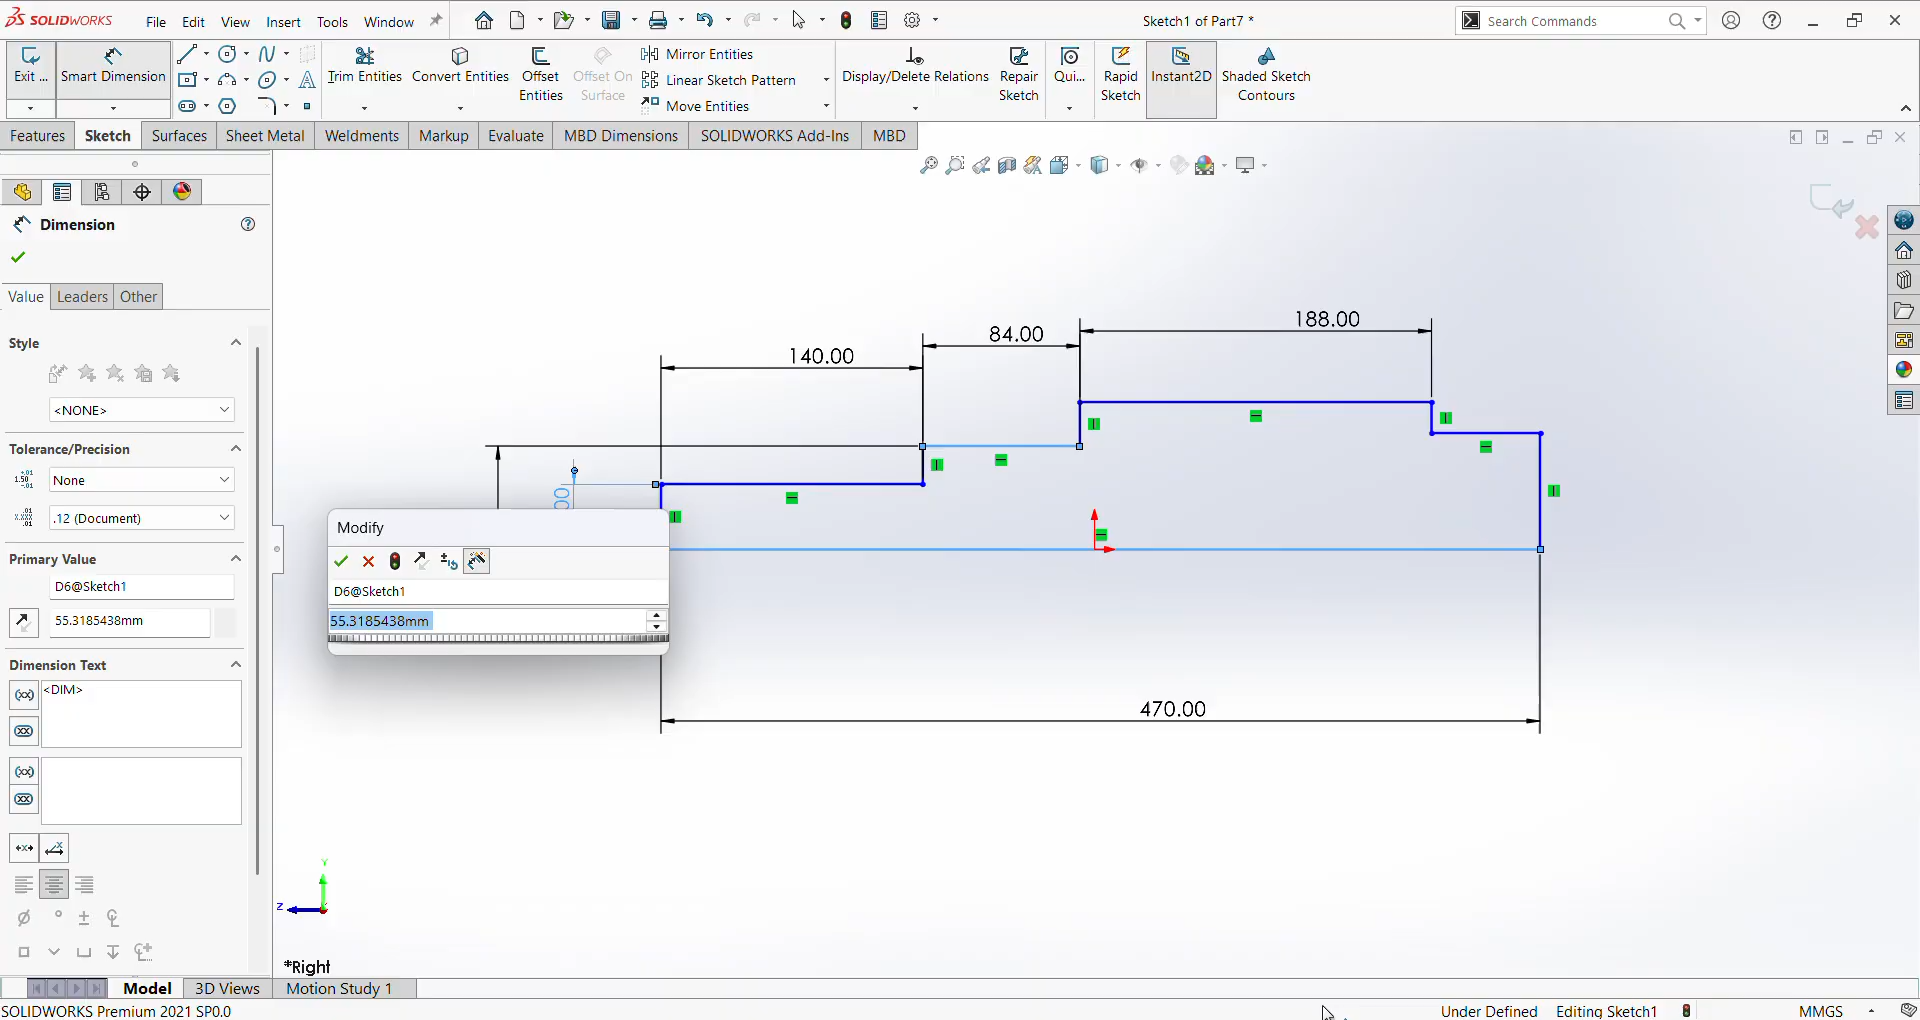 SOLIDWORKS File Edit View Insert Tools Window Sketch1 of Part7 * Search Commands
Exit ... Smart Dimension Trim Entities Convert Entities Offset Entities Offset On Surface Mirror Entities Linear Sketch Pattern Move Entities Display/Delete Relations Repair Sketch Qui... Rapid Sketch Instant2D Shaded Sketch Contours
Features Sketch Surfaces Sheet Metal Weldments Markup Evaluate MBD Dimensions SOLIDWORKS Add-Ins MBD
Dimension
Value Leaders Other
Style
<NONE>
Tolerance/Precision
None
.12 (Document)
Primary Value
D6@Sketch1
55.3185438mm
Dimension Text
<DIM>
188.00
84.00
140.00
00
Modify
D6@Sketch1
55.3185438mm
470.00
Y
Z
*Right
Model 3D Views Motion Study 1
SOLIDWORKS Premium 2021 SP0.0 Under Defined Editing Sketch1 MMGS